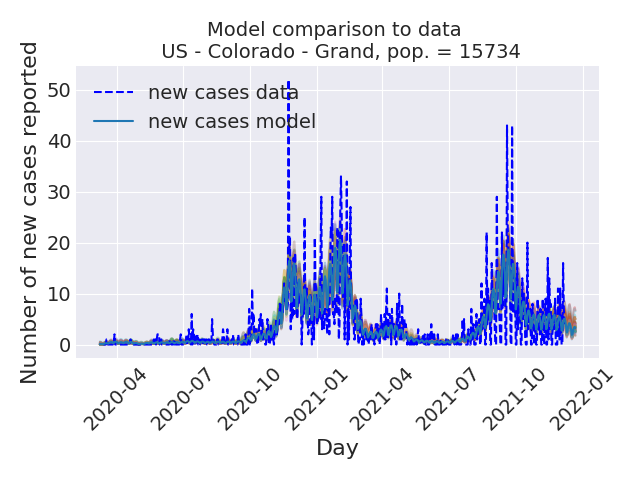 Model comparison to data
US - Colorado - Grand, pop. = 15734
Number of new cases reported
50
40
30
20
10
0
new cases data
new cases model
2020-04
2020-07
2020-10
2021-01
2021-04
2021-07
2021-10
2022-01
Day